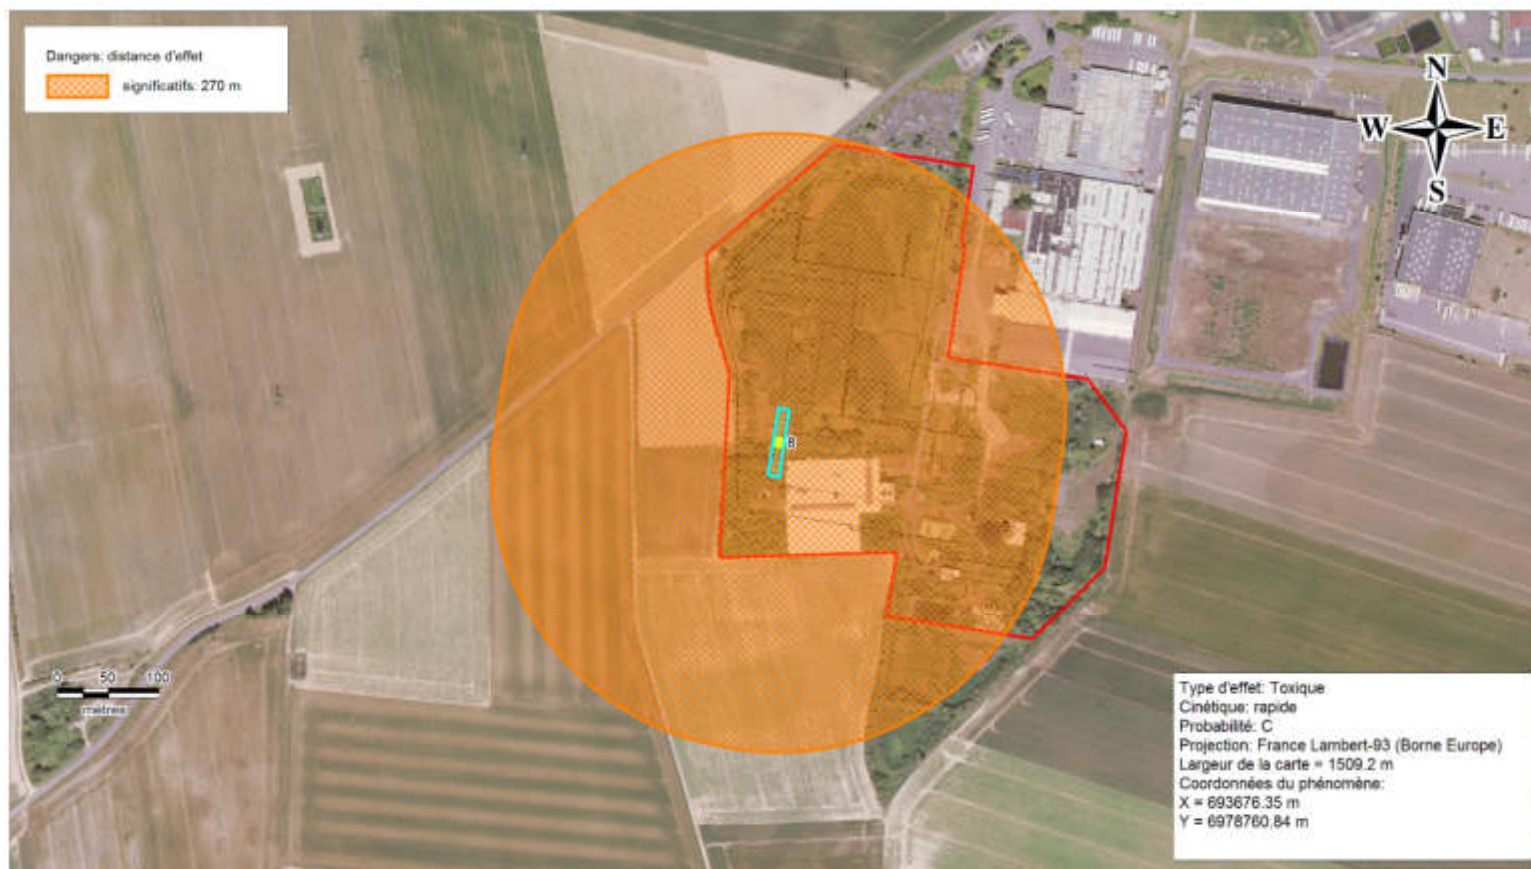 Dangers: distance d'effet
significatifs: 270 m
N
W E
S
B
0 50 100
mètres
Type d'effet: Toxique
Cinétique: rapide
Probabilité: C
Projection: France Lambert-93 (Borne Europe)
Largeur de la carte = 1509.2 m
Coordonnées du phénomène:
X = 693676.35 m
Y = 6978760.84 m